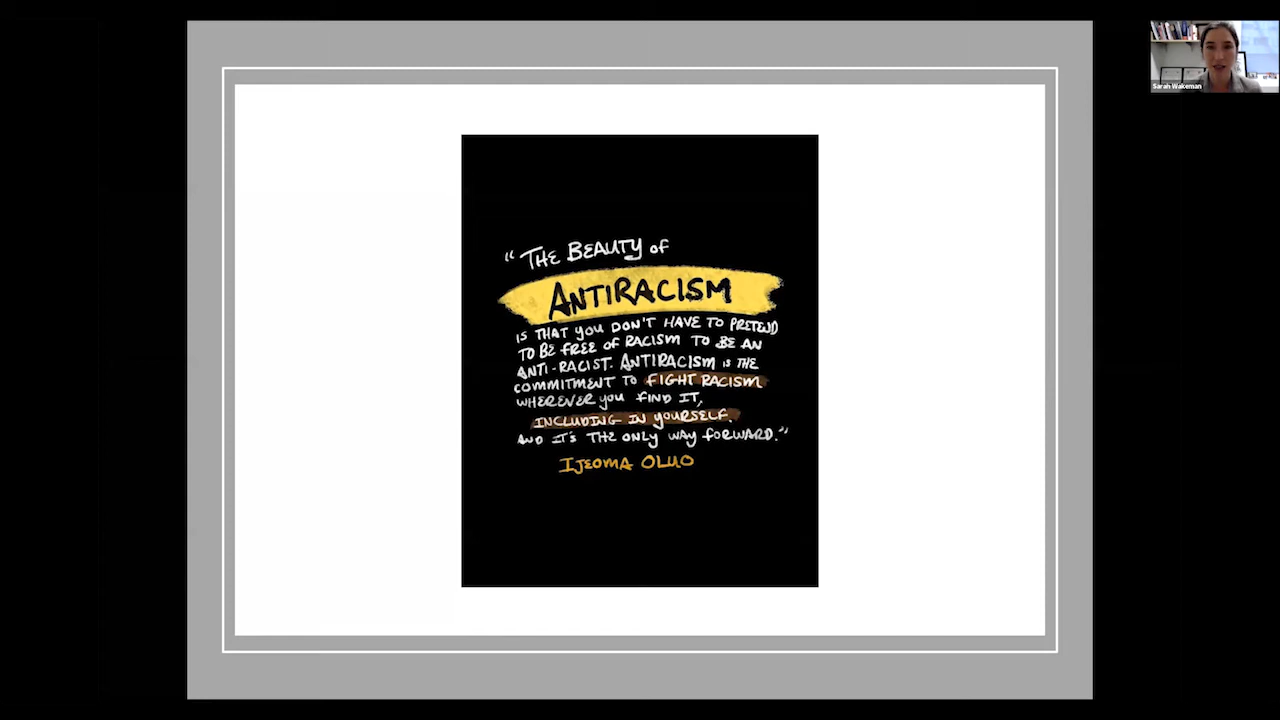 Sarah Wakeman
"THE BEAUTY of
ANTIRACISM
IS THAT YOU DON'T HAVE TO PRETEND
TO BE FREE OF RACISM TO BE AN
ANTI-RACIST. ANTIRACISM IS THE
COMMITMENT TO FIGHT RACISM
WHEREVER YOU FIND IT,
INCLUDING IN YOURSELF.
AND IT'S THE ONLY WAY FORWARD."
IJEOMA OLUO